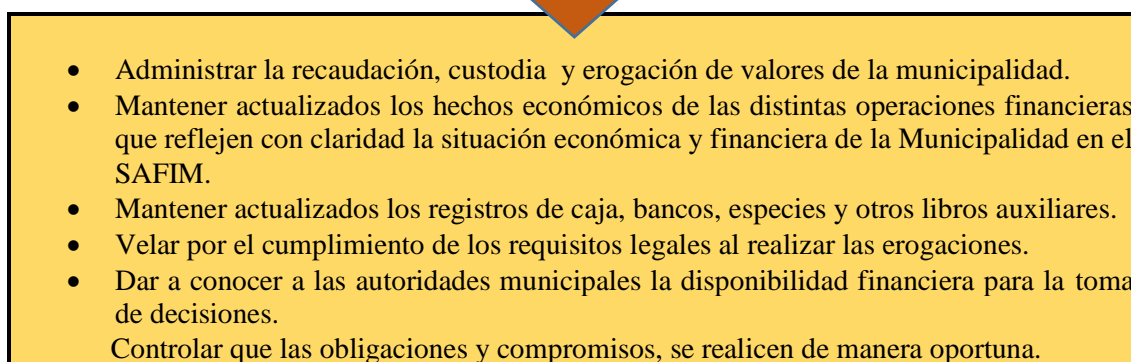 • Administrar la recaudación, custodia y erogación de valores de la municipalidad.
• Mantener actualizados los hechos económicos de las distintas operaciones financieras
que reflejen con claridad la situación económica y financiera de la Municipalidad en el
SAFIM.
• Mantener actualizados los registros de caja, bancos, especies y otros libros auxiliares.
• Velar por el cumplimiento de los requisitos legales al realizar las erogaciones.
• Dar a conocer a las autoridades municipales la disponibilidad financiera para la toma
de decisiones.
Controlar que las obligaciones y compromisos, se realicen de manera oportuna.